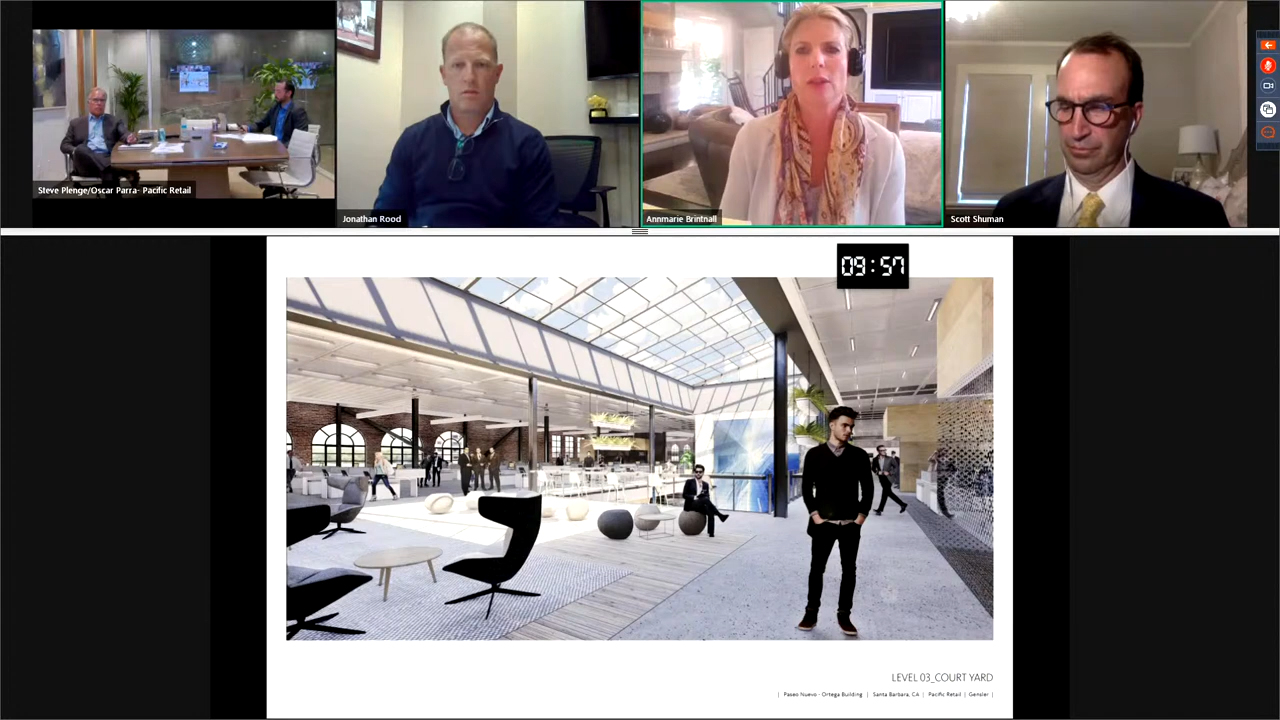 Steve Plenge/Oscar Parra- Pacific Retail
Jonathan Rood
Annmarie Brintnall
Scott Shuman
09:57
LEVEL 03_COURT YARD
| Paseo Nuevo - Ortega Building | Santa Barbara, CA | Pacific Retail | Gensler |